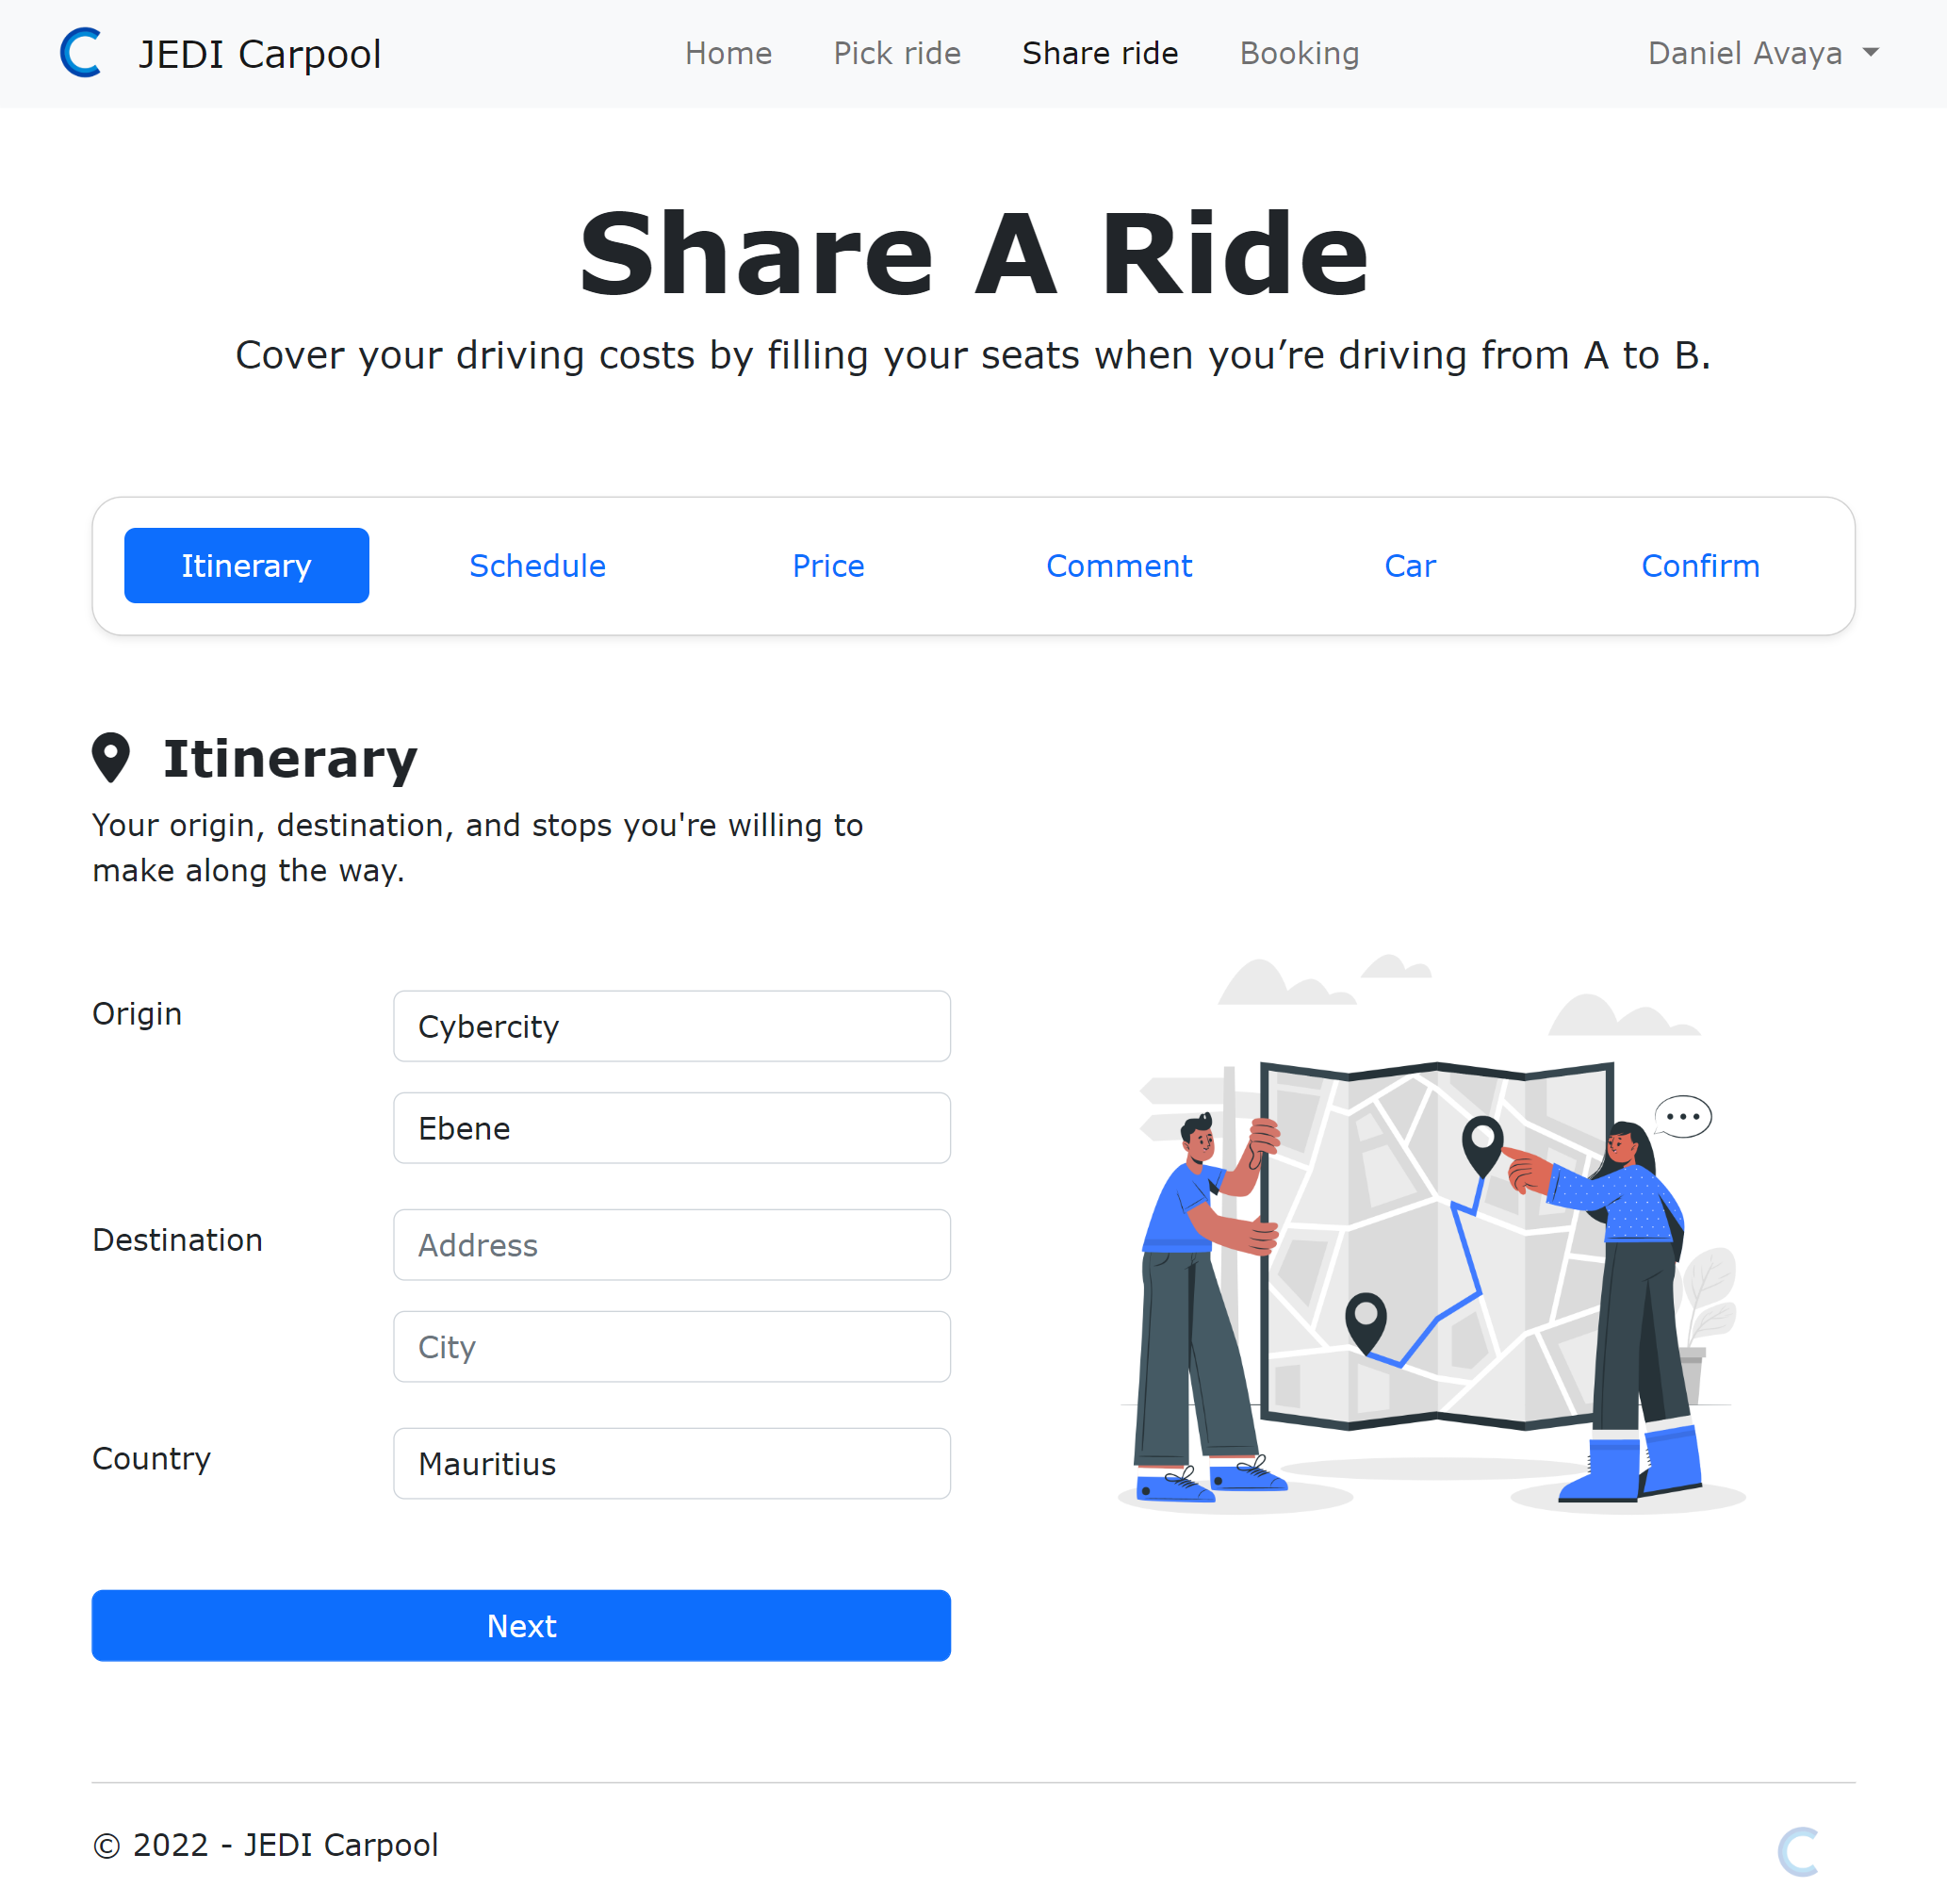 JEDI Carpool
Home
Pick ride
Share ride
Booking
Daniel Avaya
Share A Ride
Cover your driving costs by filling your seats when you’re driving from A to B.
Itinerary
Schedule
Price
Comment
Car
Confirm
Itinerary
Your origin, destination, and stops you're willing to
make along the way.
Origin
Cybercity
Ebene
Destination
Address
City
Country
Mauritius
Next
© 2022 - JEDI Carpool